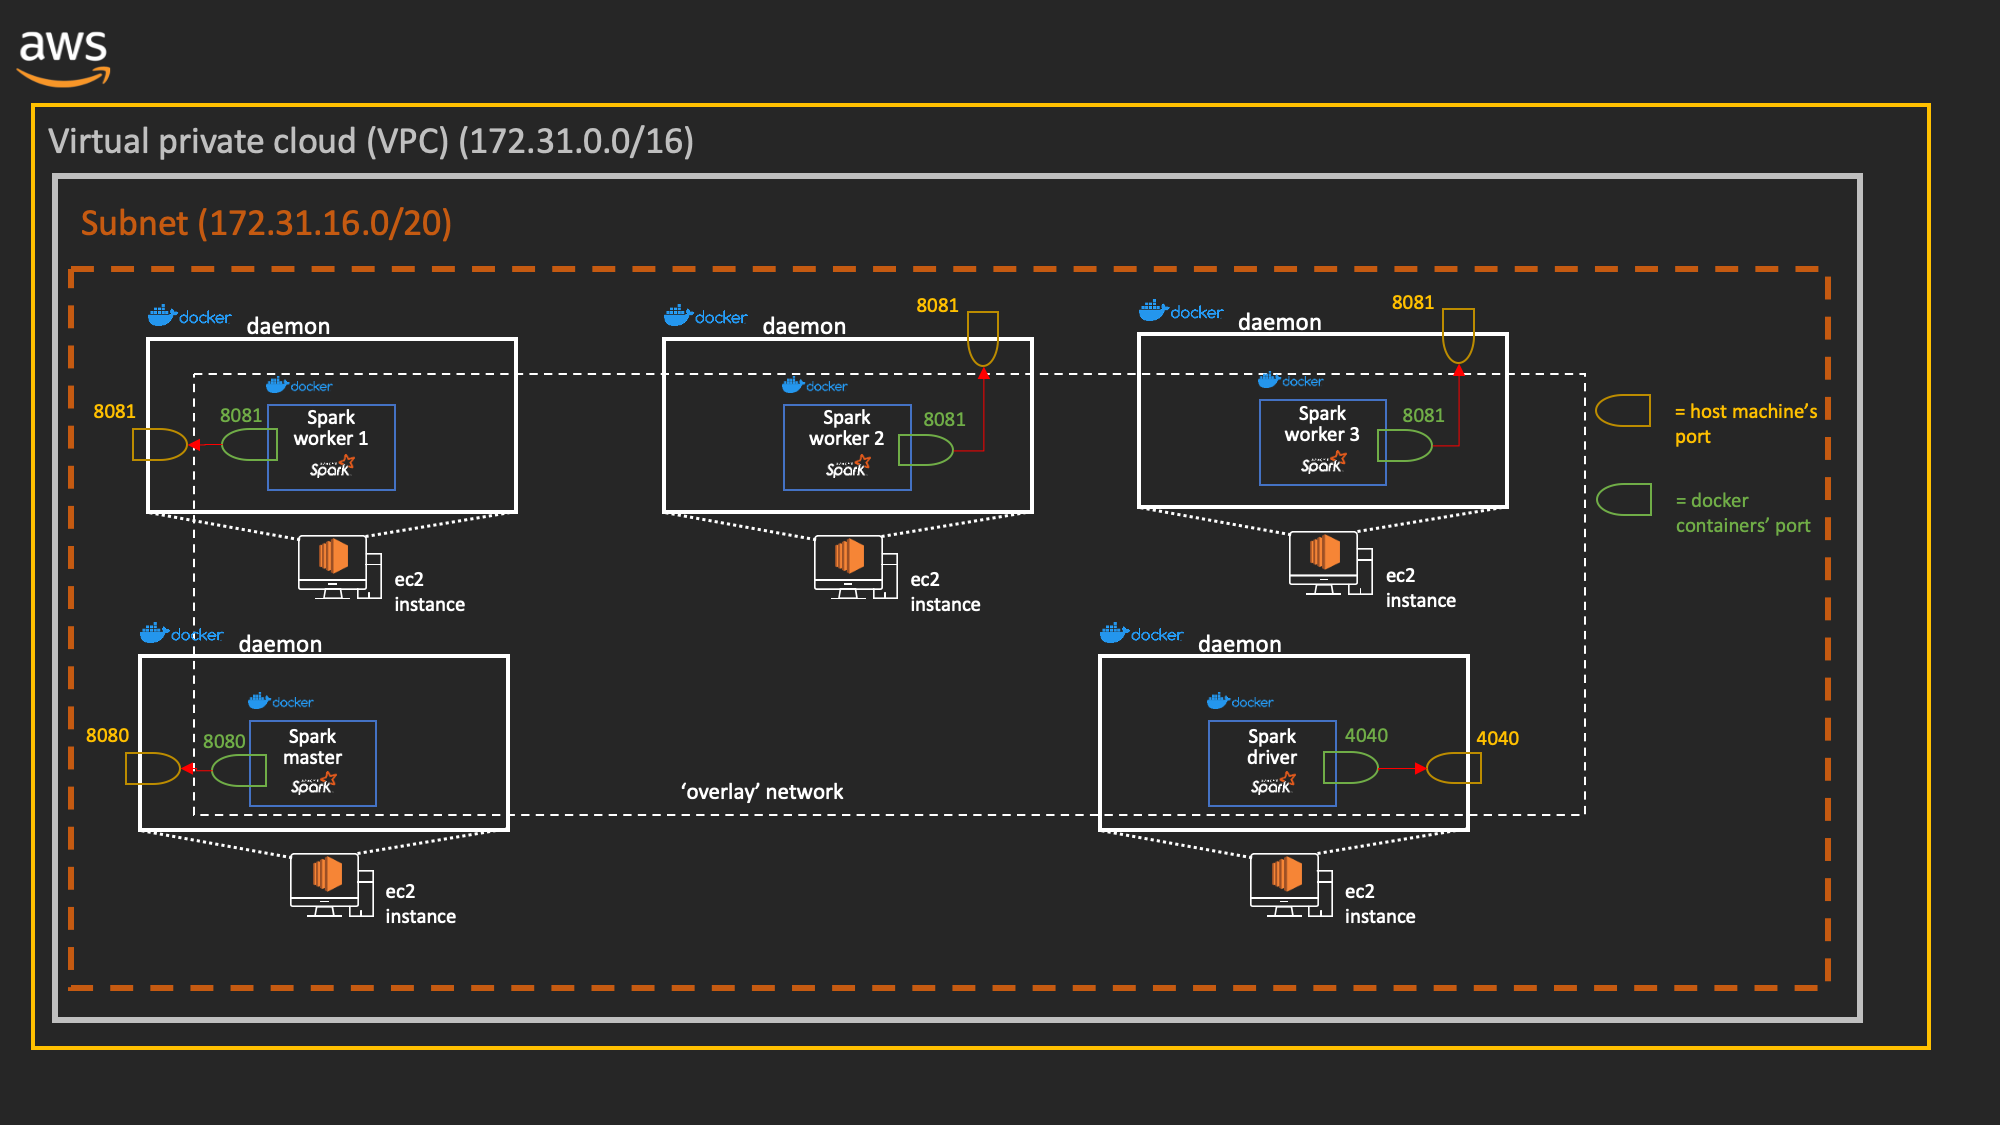 aws
Virtual private cloud (VPC) (172.31.0.0/16)
Subnet (172.31.16.0/20)
docker
daemon
docker
8081
8081
Spark
worker 1
Spark
ec2
instance
docker
daemon
8081
docker
Spark
worker 2
Spark
8081
ec2
instance
docker
daemon
8081
docker
Spark
worker 3
Spark
8081
ec2
instance
= host machine's
port
= docker
containers' port
docker
daemon
docker
8080
8080
Spark
master
Spark
ec2
instance
'overlay' network
docker
daemon
docker
Spark
driver
Spark
4040
4040
ec2
instance